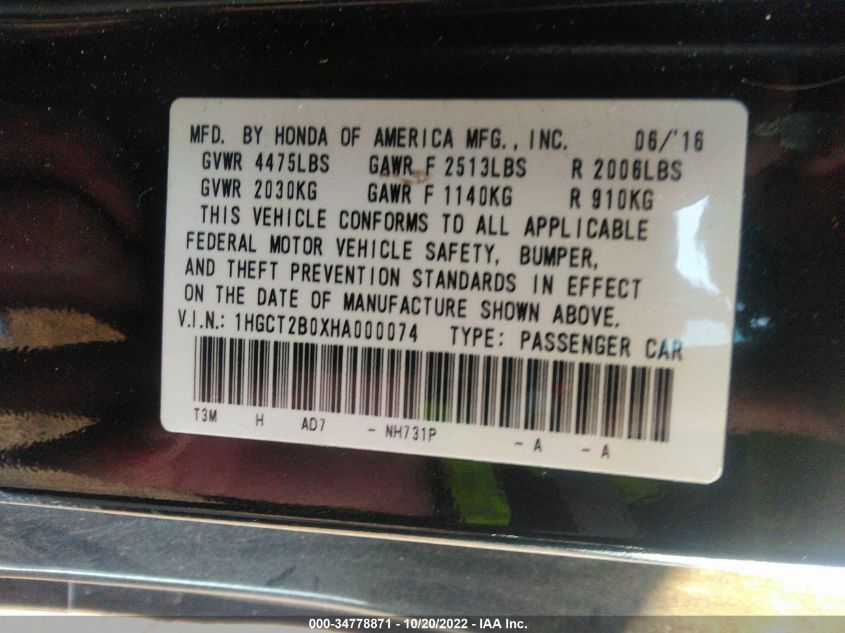 MFD. BY HONDA OF AMERICA MFG., INC. 06/'16
GVWR 4475LBS GAWR F 2513LBS R 2006LBS
GVWR 2030KG GAWR F 1140KG R 910KG
THIS VEHICLE CONFORMS TO ALL APPLICABLE
FEDERAL MOTOR VEHICLE SAFETY, BUMPER,
AND THEFT PREVENTION STANDARDS IN EFFECT
ON THE DATE OF MANUFACTURE SHOWN ABOVE.
V.I.N.: 1HGCT2B0XHA000074 TYPE: PASSENGER CAR
T3M H AD7 - NH731P - A - A
000-34778871 - 10/20/2022 - IAA Inc.